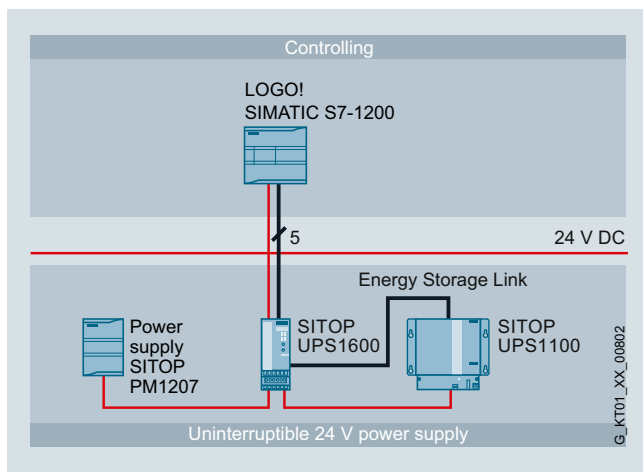 Controlling
LOGO!
SIMATIC S7-1200
5
24 V DC
Energy Storage Link
Power
supply
SITOP
PM1207
SITOP
UPS1600
SITOP
UPS1100
G_KT01_XX_00802
Uninterruptible 24 V power supply